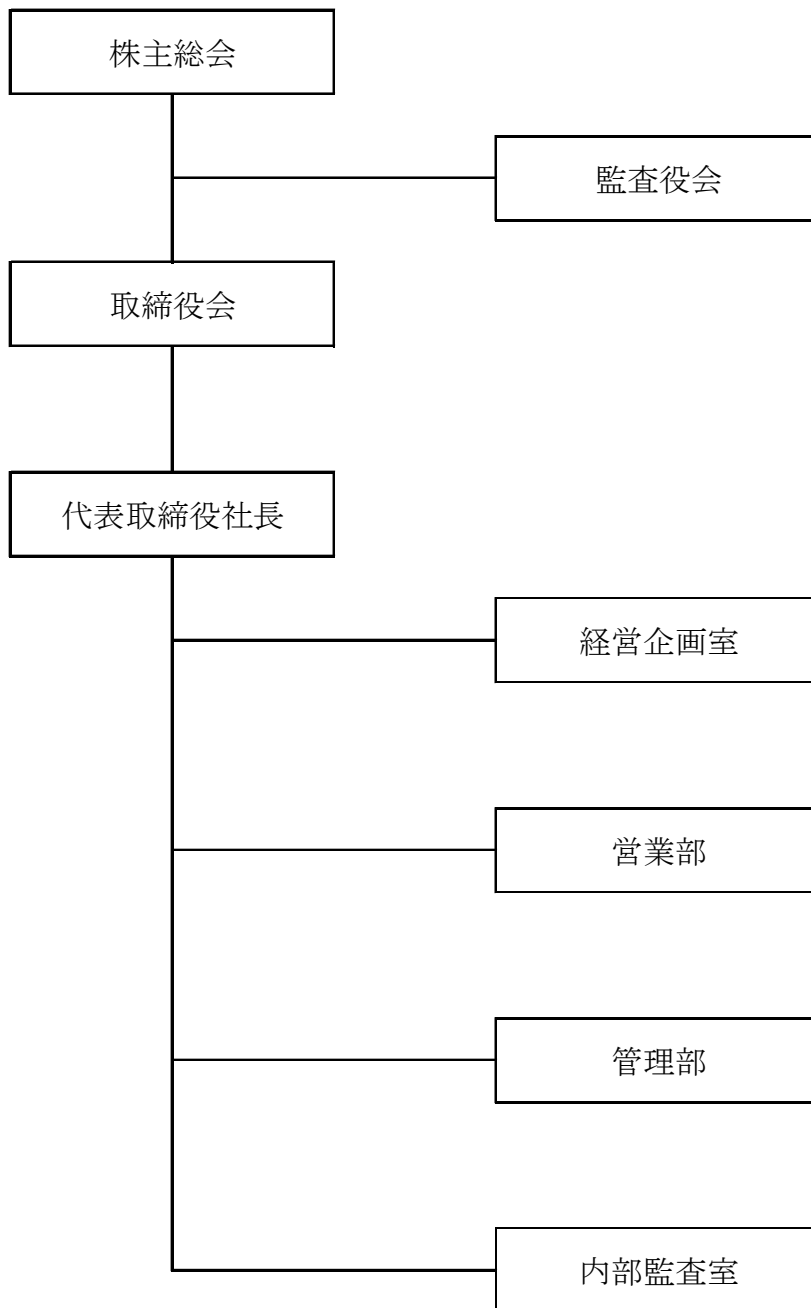 株主総会
監査役会
取締役会
代表取締役社長
経営企画室
営業部
管理部
内部監査室